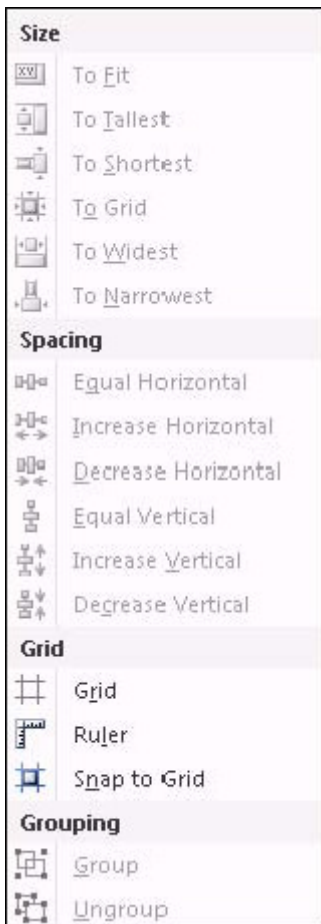 Size
To Fit
To Tallest
To Shortest
To Grid
To Widest
To Narrowest
Spacing
Equal Horizontal
Increase Horizontal
Decrease Horizontal
Equal Vertical
Increase Vertical
Decrease Vertical
Grid
Grid
Ruler
Snap to Grid
Grouping
Group
Ungroup